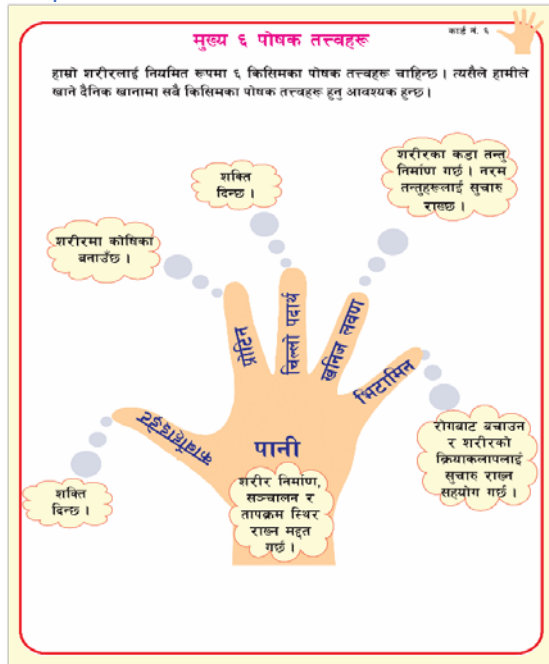 कार्ड नं. ६
मुख्य ६ पोषक तत्त्वहरू
हाम्रो शरीरलाई नियमित रूपमा ६ किसिमका पोषक तत्त्वहरू चाहिन्छ । त्यसैले हामीले
खाने दैनिक खानामा सबै किसिमका पोषक तत्त्वहरू हुनु आवश्यक हुन्छ ।
शरीरका कडा तन्तु
निर्माण गर्छ । नरम
तन्तुहरूलाई सुचारु
राख्छ ।
शक्ति
दिन्छ ।
शरीरमा कोषिका
बनाउँछ ।
प्रोटिन
चिल्लो पदार्थ
खनिज लवण
भिटामिन
कार्बोहाइड्रेट
पानी
रोगबाट बचाउन
र शरीरको
क्रियाकलापलाई
सुचारु राख्न
सहयोग गर्छ ।
शक्ति
दिन्छ ।
शरीर निर्माण,
सञ्चालन र
तापक्रम स्थिर
राख्न मद्दत
गर्छ ।